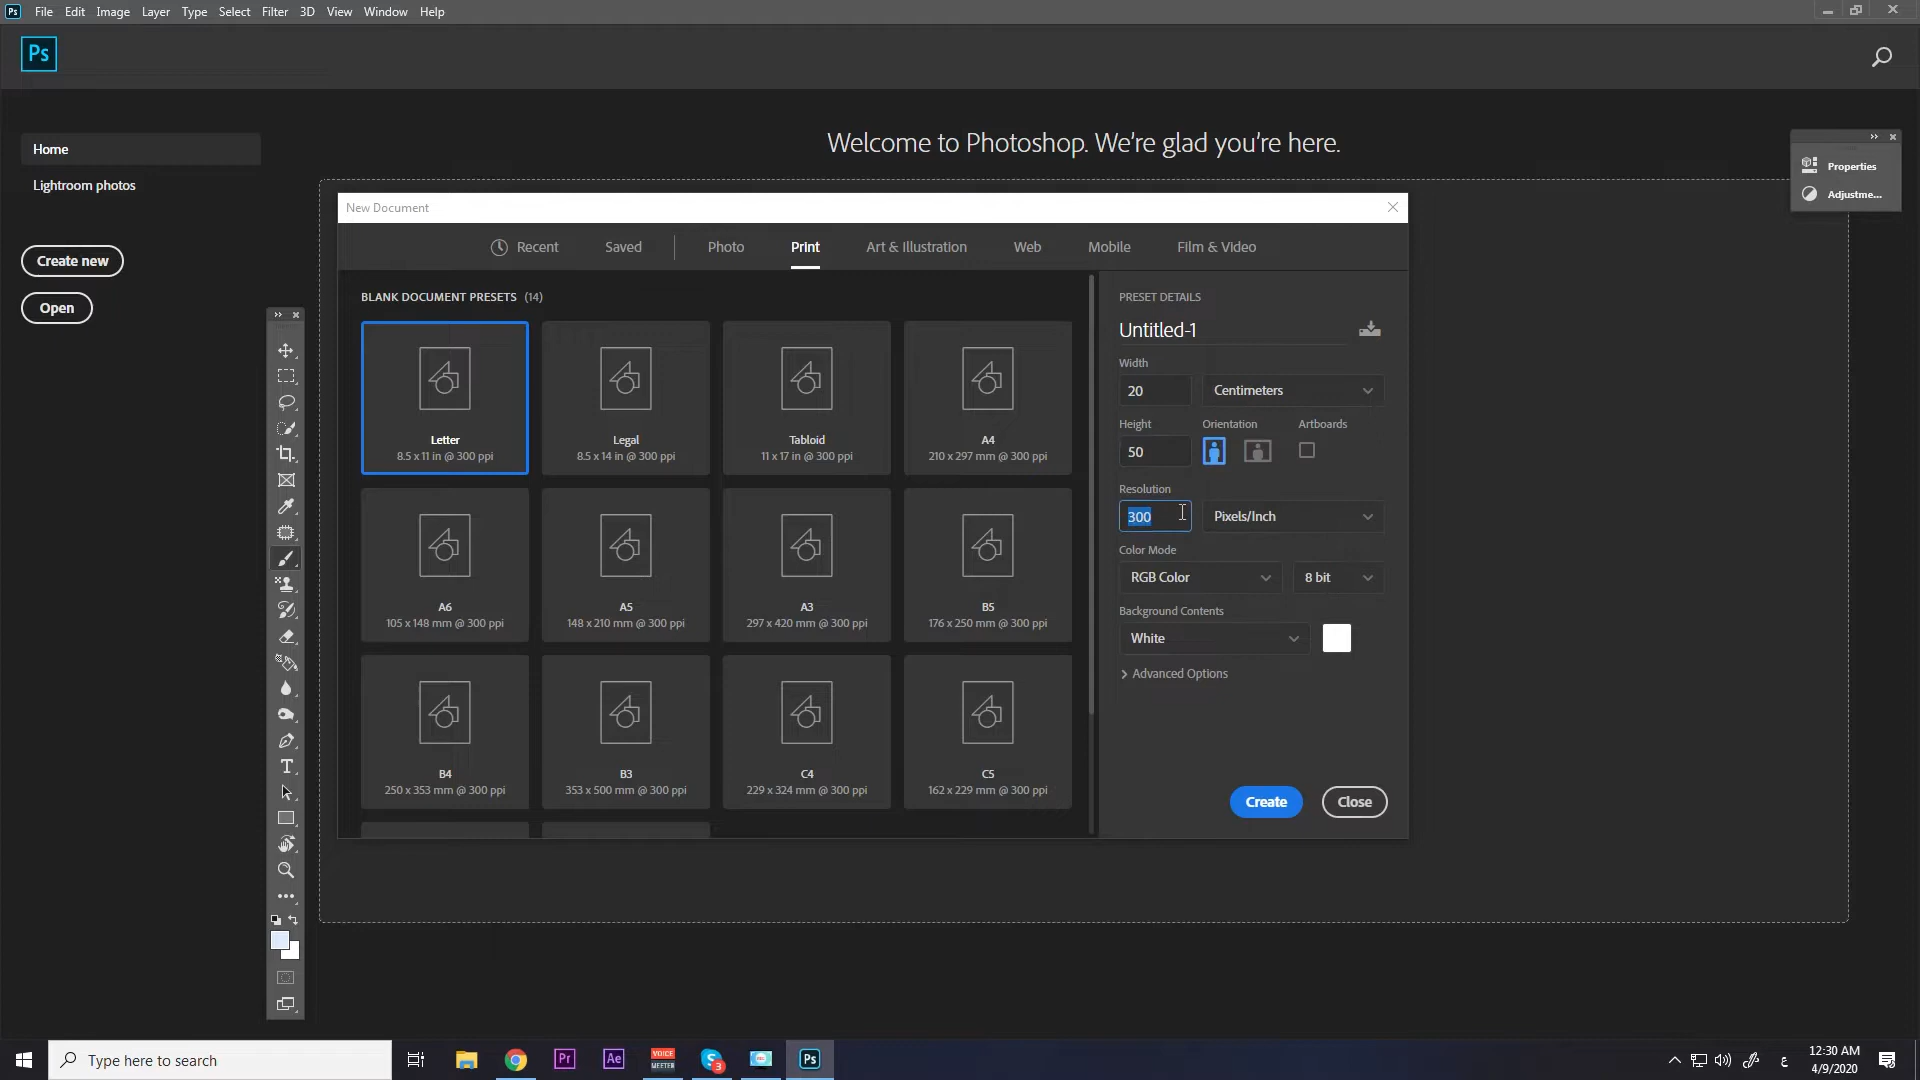 Ps File Edit Image Layer Type Select Filter 3D View Window Help
Ps
Home
Lightroom photos
Create new
Open
Welcome to Photoshop. We're glad you're here.
Properties
Adjustme...
New Document
Recent Saved Photo Print Art & Illustration Web Mobile Film & Video
BLANK DOCUMENT PRESETS (14)
Letter
8.5 x 11 in @ 300 ppi
Legal
8.5 x 14 in @ 300 ppi
Tabloid
11 x 17 in @ 300 ppi
A4
210 x 297 mm @ 300 ppi
A6
105 x 148 mm @ 300 ppi
A5
148 x 210 mm @ 300 ppi
A3
297 x 420 mm @ 300 ppi
B5
176 x 250 mm @ 300 ppi
B4
250 x 353 mm @ 300 ppi
B3
353 x 500 mm @ 300 ppi
C4
229 x 324 mm @ 300 ppi
C5
162 x 229 mm @ 300 ppi
PRESET DETAILS
Untitled-1
Width
20 Centimeters
Height Orientation Artboards
50
Resolution
300 Pixels/Inch
Color Mode
RGB Color 8 bit
Background Contents
White
Advanced Options
Create Close
Type here to search
Pr Ae VOICE MEETER S 3 Ps
ع
12:30 AM
4/9/2020